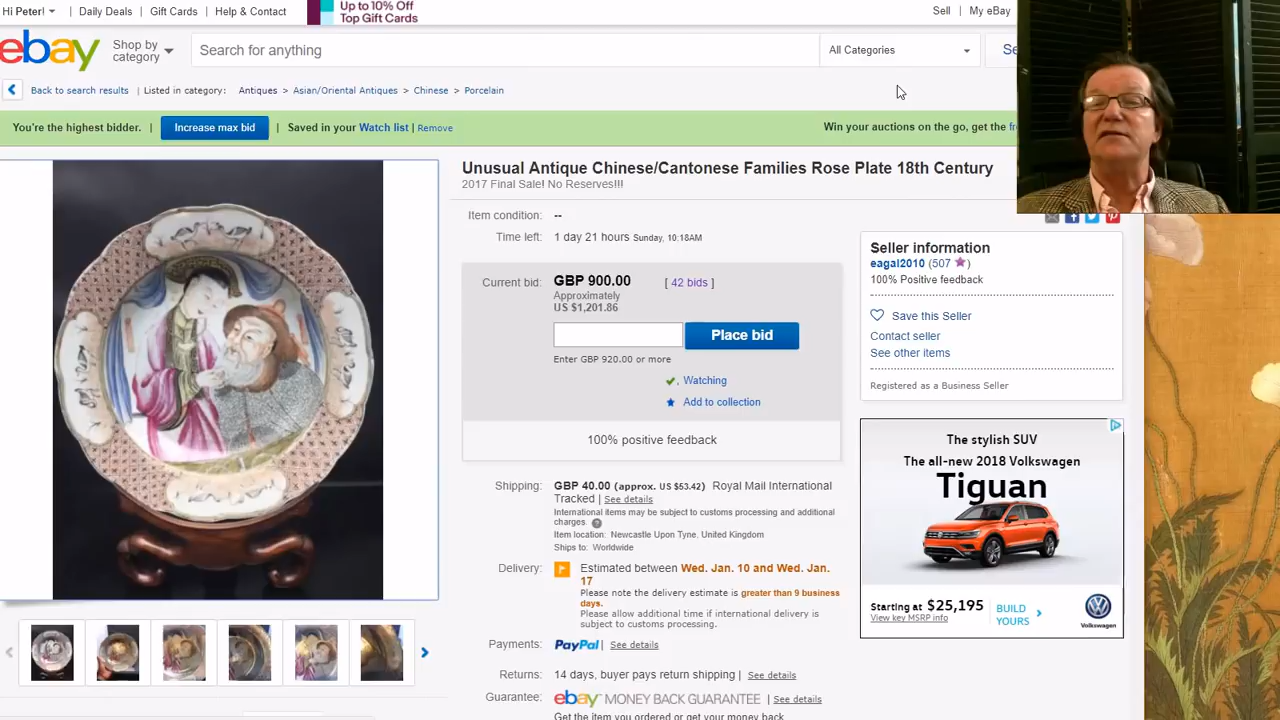 Hi Peter!
Daily Deals
Gift Cards
Help & Contact
Up to 10% Off
Top Gift Cards
Sell
My eBay
ebay
Shop by
category
Search for anything
All Categories
Back to search results
Listed in category:
Antiques > Asian/Oriental Antiques > Chinese > Porcelain
You're the highest bidder.
Increase max bid
Saved in your Watch list | Remove
Win your auctions on the go, get the
Unusual Antique Chinese/Cantonese Families Rose Plate 18th Century
2017 Final Sale! No Reserves!!!
Item condition: --
Time left: 1 day 21 hours Sunday, 10:18AM
Current bid: GBP 900.00 [ 42 bids ]
Approximately
US $1,201.86
Place bid
Enter GBP 920.00 or more
Watching
Add to collection
100% positive feedback
Shipping: GBP 40.00 (approx. US $53.42) Royal Mail International
Tracked | See details
International items may be subject to customs processing and additional
charges.
Item location: Newcastle Upon Tyne, United Kingdom
Ships to: Worldwide
Delivery: Estimated between Wed. Jan. 10 and Wed. Jan.
17
Please note the delivery estimate is greater than 9 business
days.
Please allow additional time if international delivery is
subject to customs processing.
Payments: PayPal | See details
Returns: 14 days, buyer pays return shipping | See details
Guarantee: ebay MONEY BACK GUARANTEE | See details
Get the item you ordered or get your money back
Seller information
eagal2010 (507 )
100% Positive feedback
Save this Seller
Contact seller
See other items
Registered as a Business Seller
The stylish SUV
The all-new 2018 Volkswagen
Tiguan
Starting at $25,195
View key MSRP info
BUILD
YOURS
Volkswagen